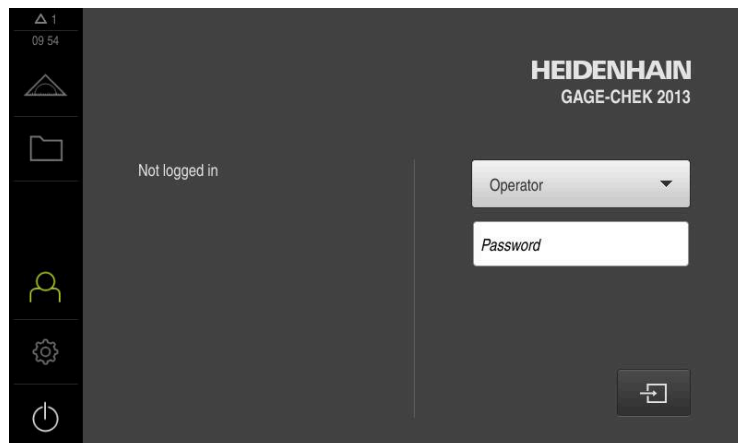 1
09 54
HEIDENHAIN
GAGE-CHEK 2013
Not logged in
Operator
Password